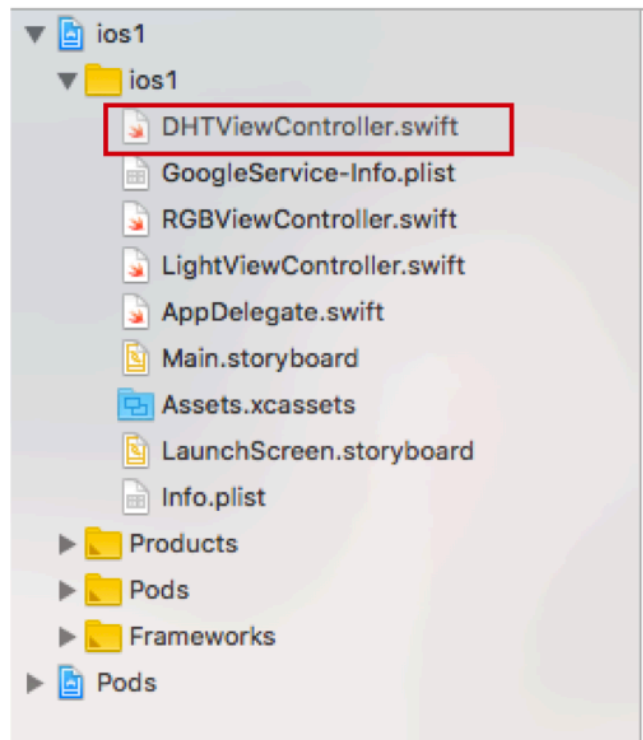 ios1
ios1
DHTViewController.swift
GoogleService-Info.plist
RGBViewController.swift
LightViewController.swift
AppDelegate.swift
Main.storyboard
Assets.xcassets
LaunchScreen.storyboard
Info.plist
Products
Pods
Frameworks
Pods